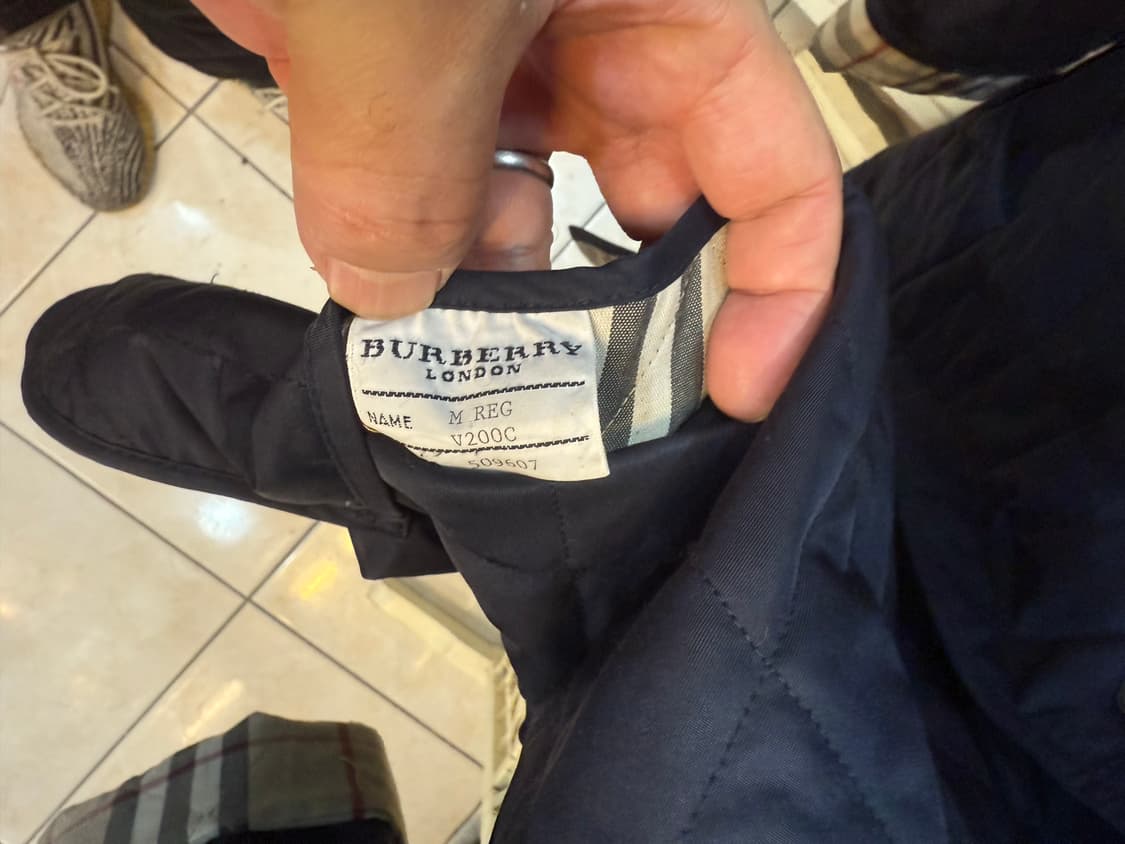 BURBERRY
LONDON
NAME M REG
V200C
509607